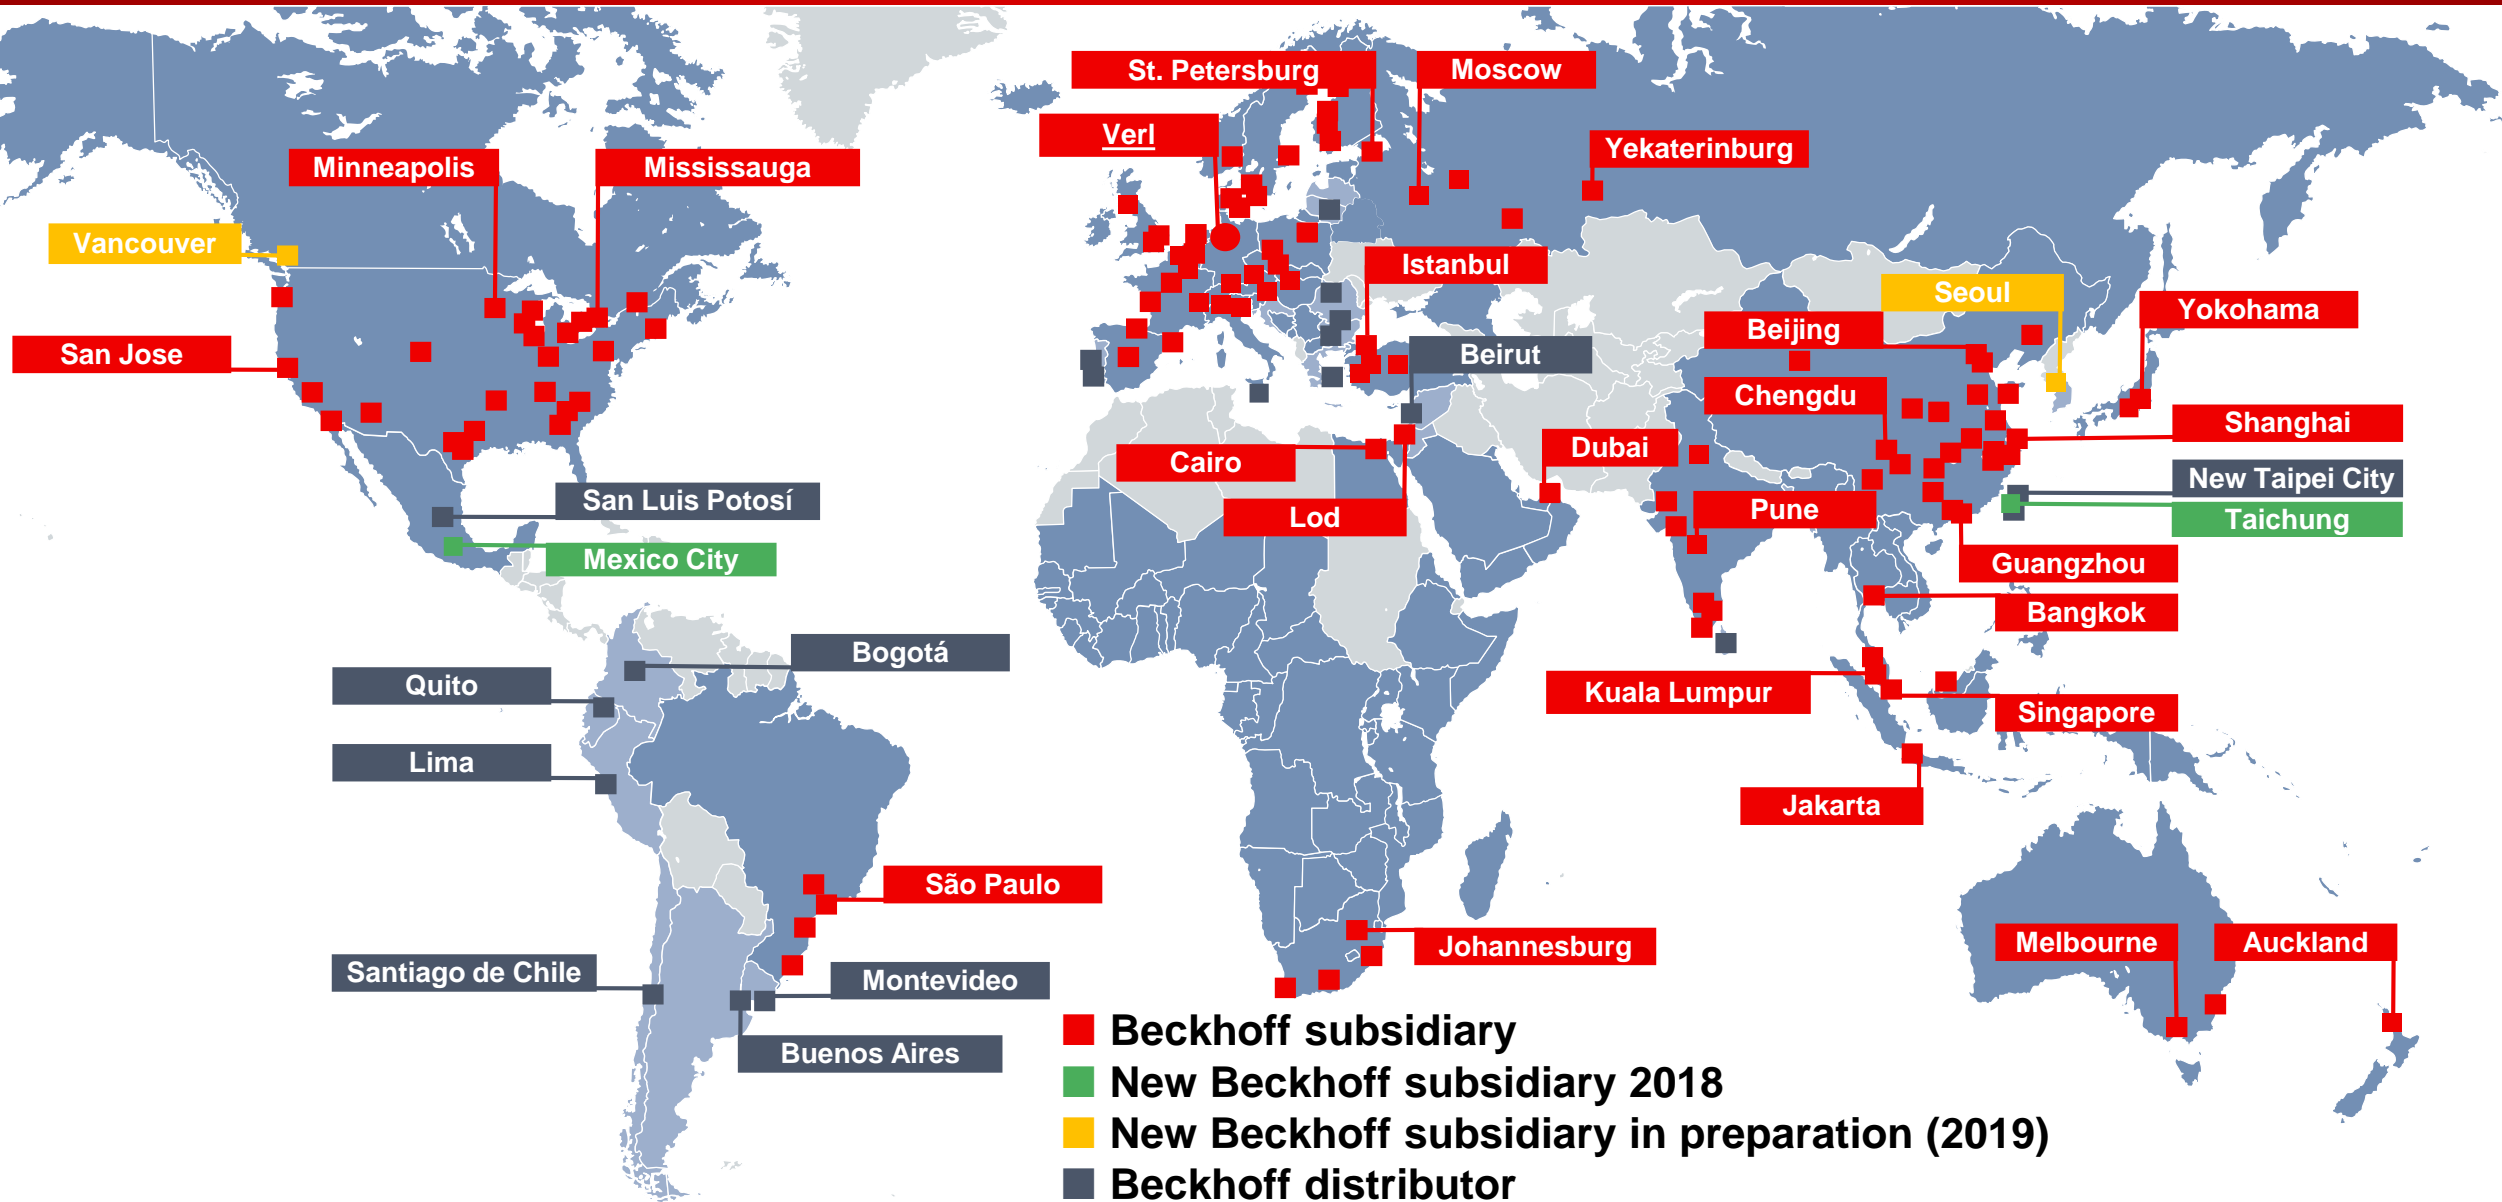 St. Petersburg
Moscow
Verl
Yekaterinburg
Minneapolis
Mississauga
Vancouver
Istanbul
Seoul
Yokohama
Beijing
San Jose
Beirut
Chengdu
Shanghai
Dubai
Cairo
New Taipei City
San Luis Potosí
Pune
Lod
Taichung
Mexico City
Guangzhou
Bangkok
Bogotá
Quito
Kuala Lumpur
Singapore
Lima
Jakarta
São Paulo
Johannesburg
Melbourne
Auckland
Santiago de Chile
Montevideo
Buenos Aires
Beckhoff subsidiary
New Beckhoff subsidiary 2018
New Beckhoff subsidiary in preparation (2019)
Beckhoff distributor